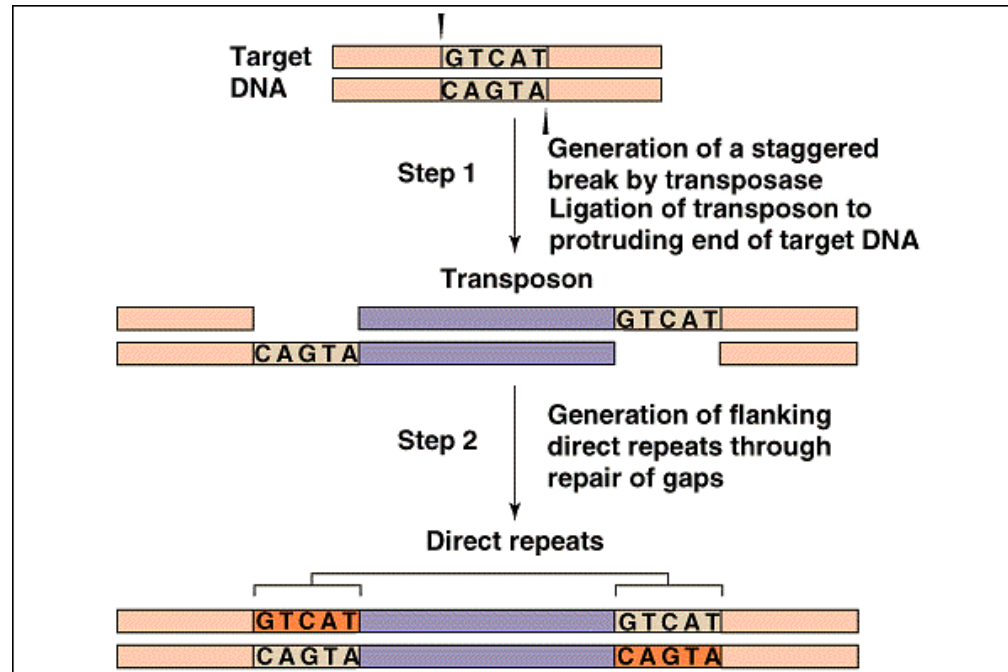 Target
DNA
GTCAT
CAGTA
Step 1
Generation of a staggered
break by transposase
Ligation of transposon to
protruding end of target DNA
Transposon
GTCAT
CAGTA
Step 2
Generation of flanking
direct repeats through
repair of gaps
Direct repeats
GTCAT GTCAT
CAGTA CAGTA